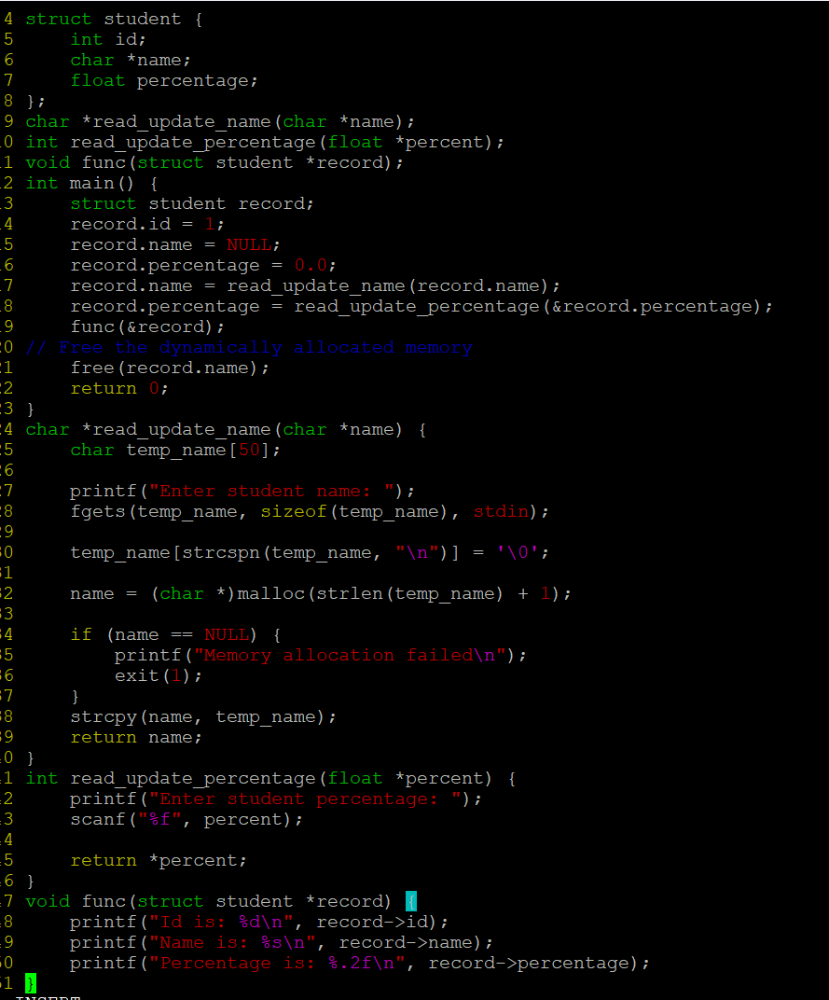 4 struct student {
5     int id;
6     char *name;
7     float percentage;
8 };
9 char *read_update_name(char *name);
0 int read_update_percentage(float *percent);
1 void func(struct student *record);
2 int main() {
3     struct student record;
4     record.id = 1;
5     record.name = NULL;
6     record.percentage = 0.0;
7     record.name = read_update_name(record.name);
8     record.percentage = read_update_percentage(&record.percentage);
9     func(&record);
0 // Free the dynamically allocated memory
1     free(record.name);
2     return 0;
3 }
4 char *read_update_name(char *name) {
5     char temp_name[50];
6
7     printf("Enter student name: ");
8     fgets(temp_name, sizeof(temp_name), stdin);
9
0     temp_name[strcspn(temp_name, "\n")] = '\0';
1
2     name = (char *)malloc(strlen(temp_name) + 1);
3
4     if (name == NULL) {
5         printf("Memory allocation failed\n");
6         exit(1);
7     }
8     strcpy(name, temp_name);
9     return name;
0 }
1 int read_update_percentage(float *percent) {
2     printf("Enter student percentage: ");
3     scanf("%f", percent);
4
5     return *percent;
6 }
7 void func(struct student *record) {
8     printf("Id is: %d\n", record->id);
9     printf("Name is: %s\n", record->name);
0     printf("Percentage is: %.2f\n", record->percentage);
1 }